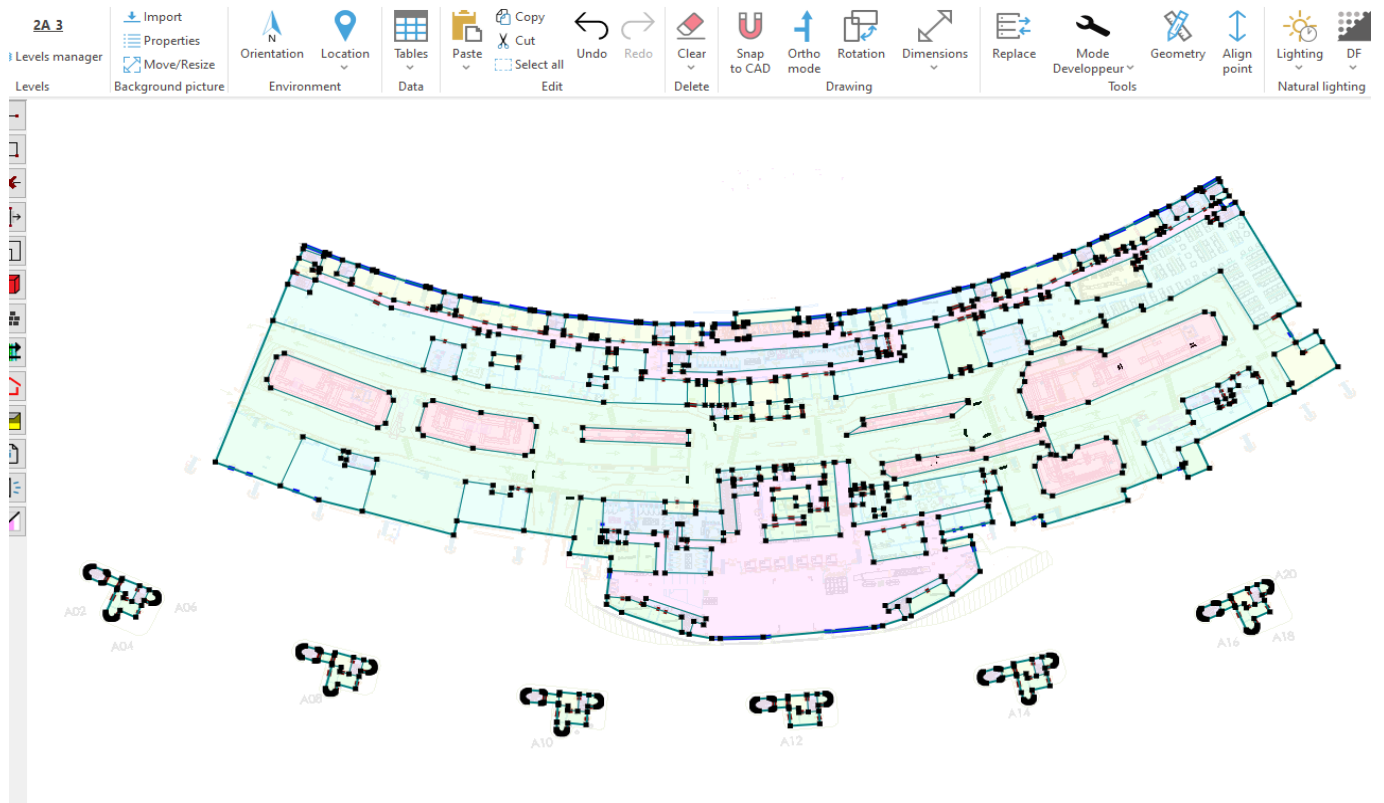 2A 3
Levels manager
Levels
Import
Properties
Move/Resize
Background picture
Orientation
Location
Environment
Tables
Data
Paste
Copy
Cut
Select all
Undo
Redo
Edit
Clear
Delete
Snap
to CAD
Ortho
mode
Rotation
Dimensions
Drawing
Replace
Mode
Developpeur
Geometry
Align
point
Tools
Lighting
DF
Natural lighting
N
A02
A06
A04
A08
A10
A12
A14
A16
A18
A20